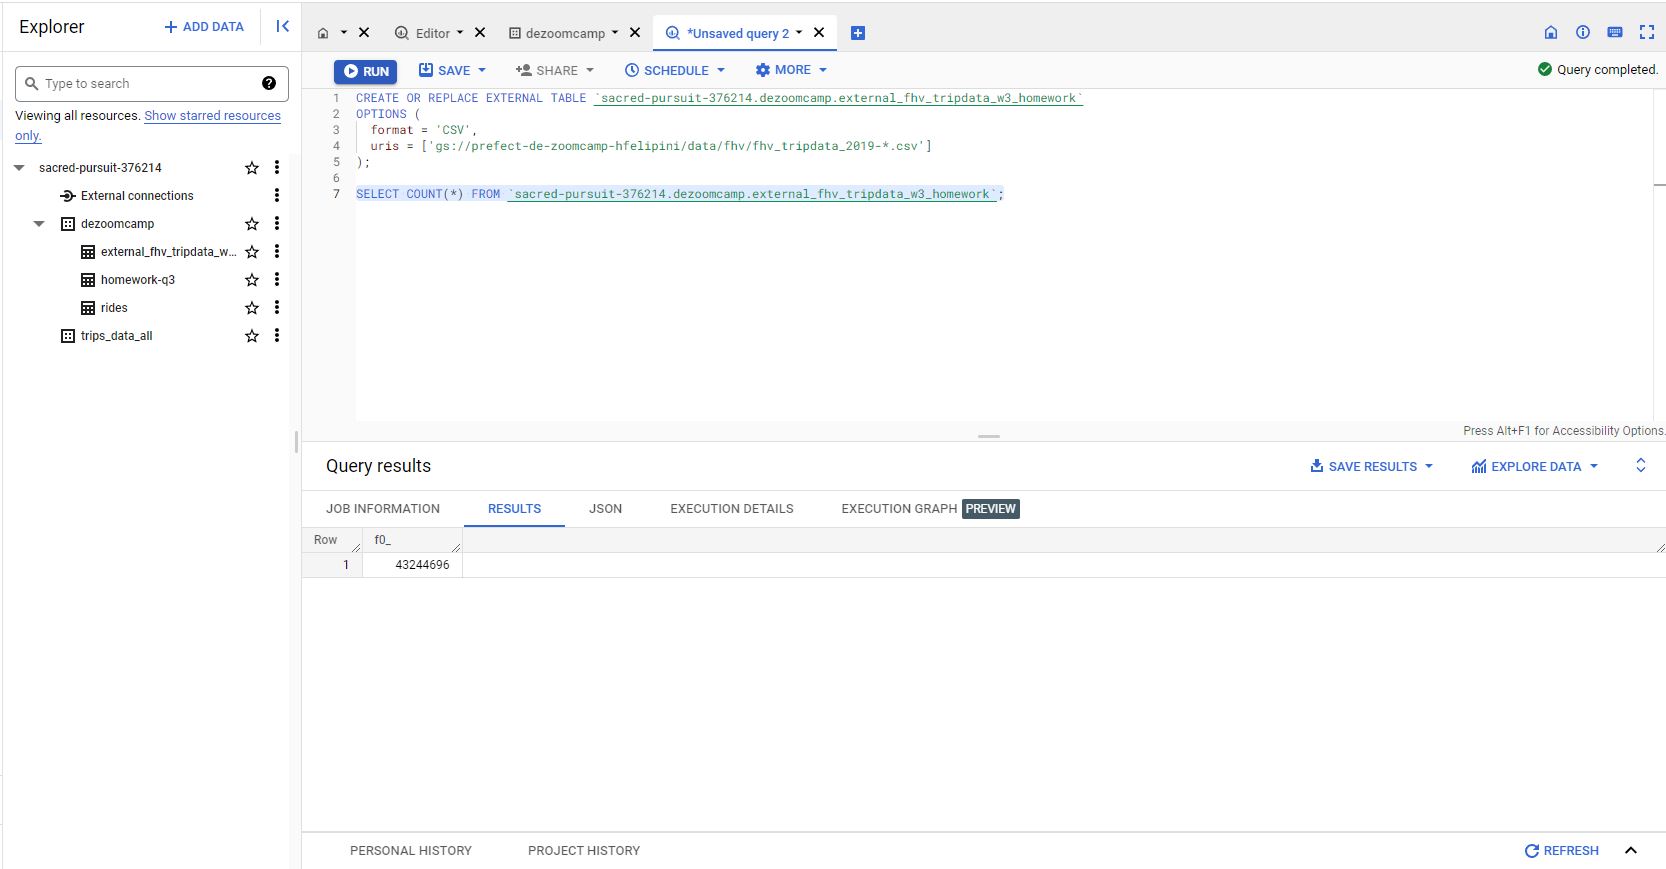 Explorer
+ ADD DATA
Type to search
Viewing all resources. Show starred resources
only.
sacred-pursuit-376214
External connections
dezoomcamp
external_fhv_tripdata_w...
homework-q3
rides
trips_data_all
Editor
dezoomcamp
*Unsaved query 2
RUN
SAVE
SHARE
SCHEDULE
MORE
Query completed.
1 CREATE OR REPLACE EXTERNAL TABLE `sacred-pursuit-376214.dezoomcamp.external_fhv_tripdata_w3_homework`
2 OPTIONS (
3 format = 'CSV',
4 uris = ['gs://prefect-de-zoomcamp-hfelipini/data/fhv/fhv_tripdata_2019-*.csv']
5 );
6
7 SELECT COUNT(*) FROM `sacred-pursuit-376214.dezoomcamp.external_fhv_tripdata_w3_homework`;
Press Alt+F1 for Accessibility Options.
Query results
SAVE RESULTS
EXPLORE DATA
JOB INFORMATION
RESULTS
JSON
EXECUTION DETAILS
EXECUTION GRAPH PREVIEW
Row f0_
1 43244696
PERSONAL HISTORY
PROJECT HISTORY
REFRESH